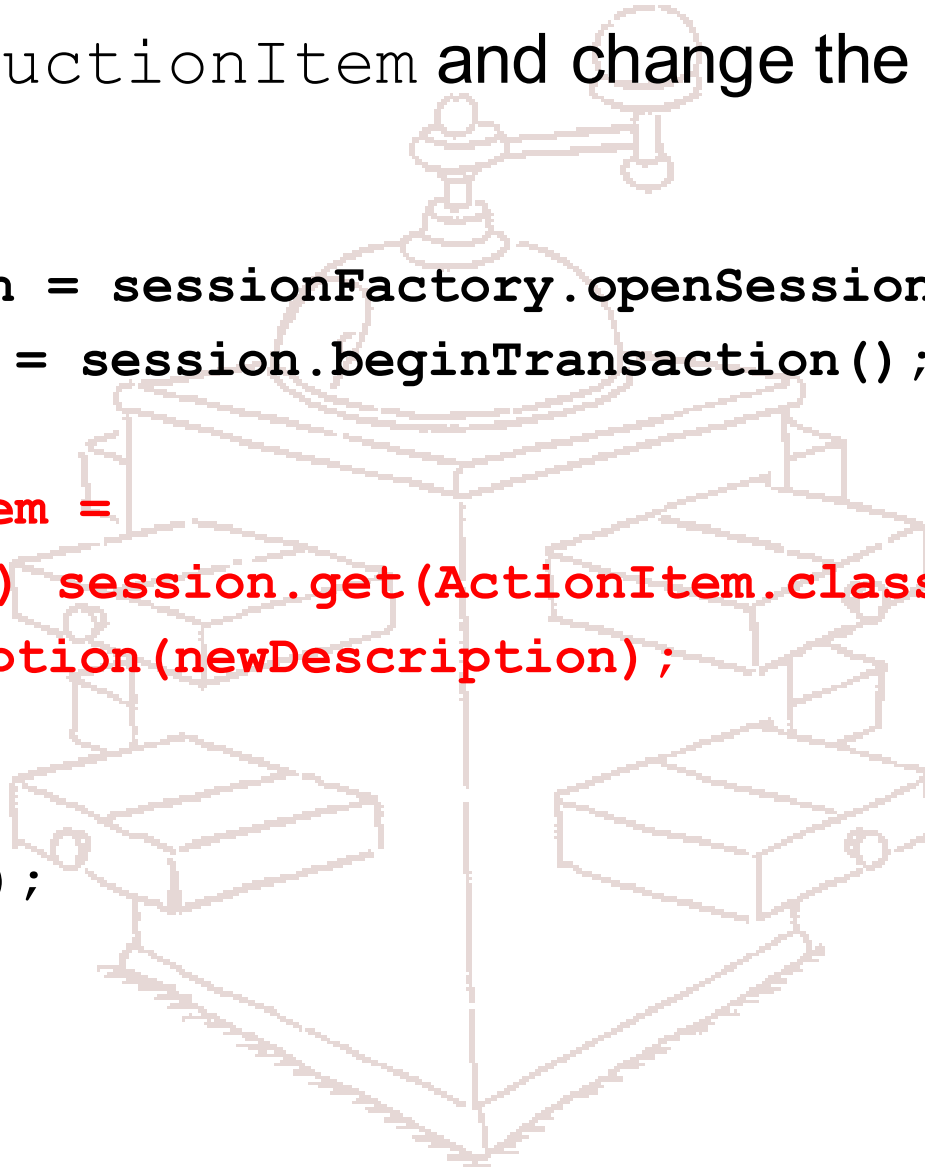 uctionItem and change the
n = sessionFactory.openSession
= session.beginTransaction();
em =
) session.get(ActionItem.class
ption(newDescription);
);